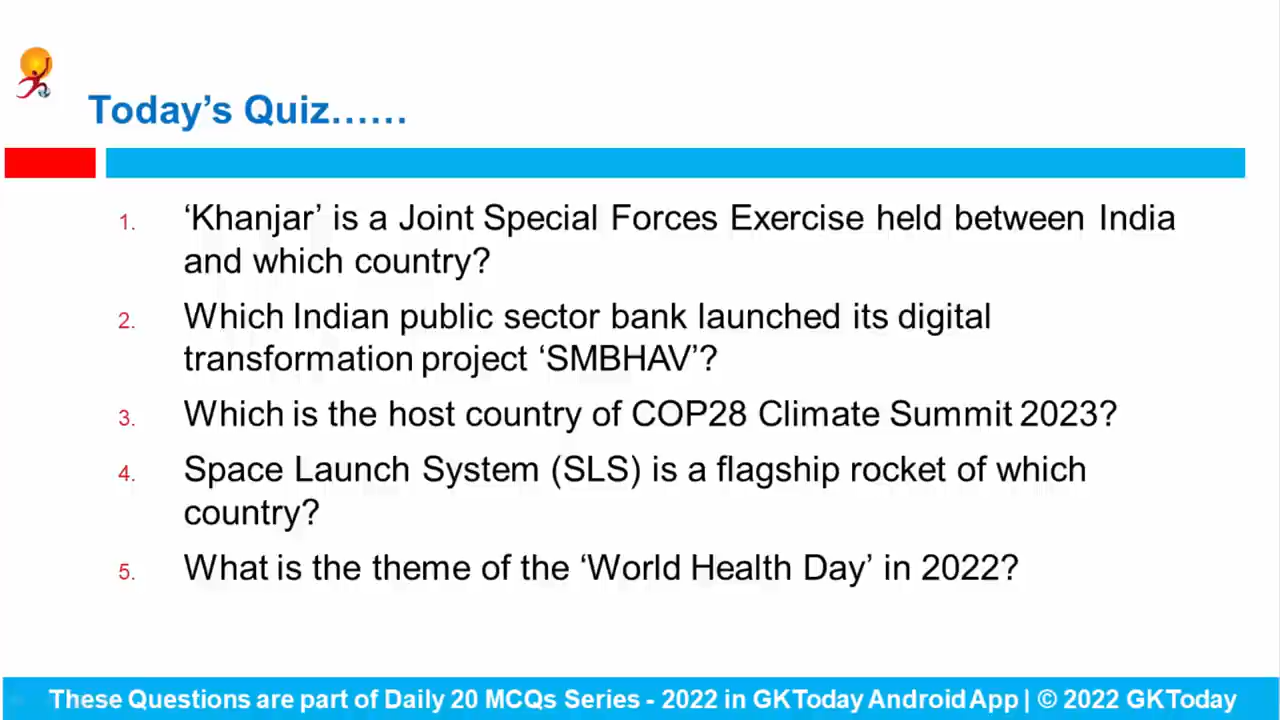 Today’s Quiz……
1. ‘Khanjar’ is a Joint Special Forces Exercise held between India
and which country?
2. Which Indian public sector bank launched its digital
transformation project ‘SMBHAV’?
3. Which is the host country of COP28 Climate Summit 2023?
4. Space Launch System (SLS) is a flagship rocket of which
country?
5. What is the theme of the ‘World Health Day’ in 2022?
These Questions are part of Daily 20 MCQs Series - 2022 in GKToday Android App | © 2022 GKToday